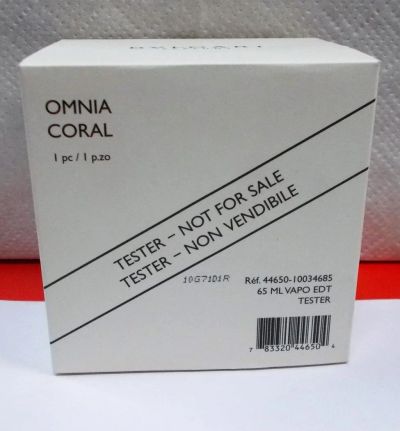 OMNIA
CORAL
1 pc / 1 p.zo
TESTER – NOT FOR SALE
TESTER – NON VENDIBILE
10G71D1R
Réf. 44650-10034685
65 ML VAPO EDT
TESTER
7 83320 44650 4